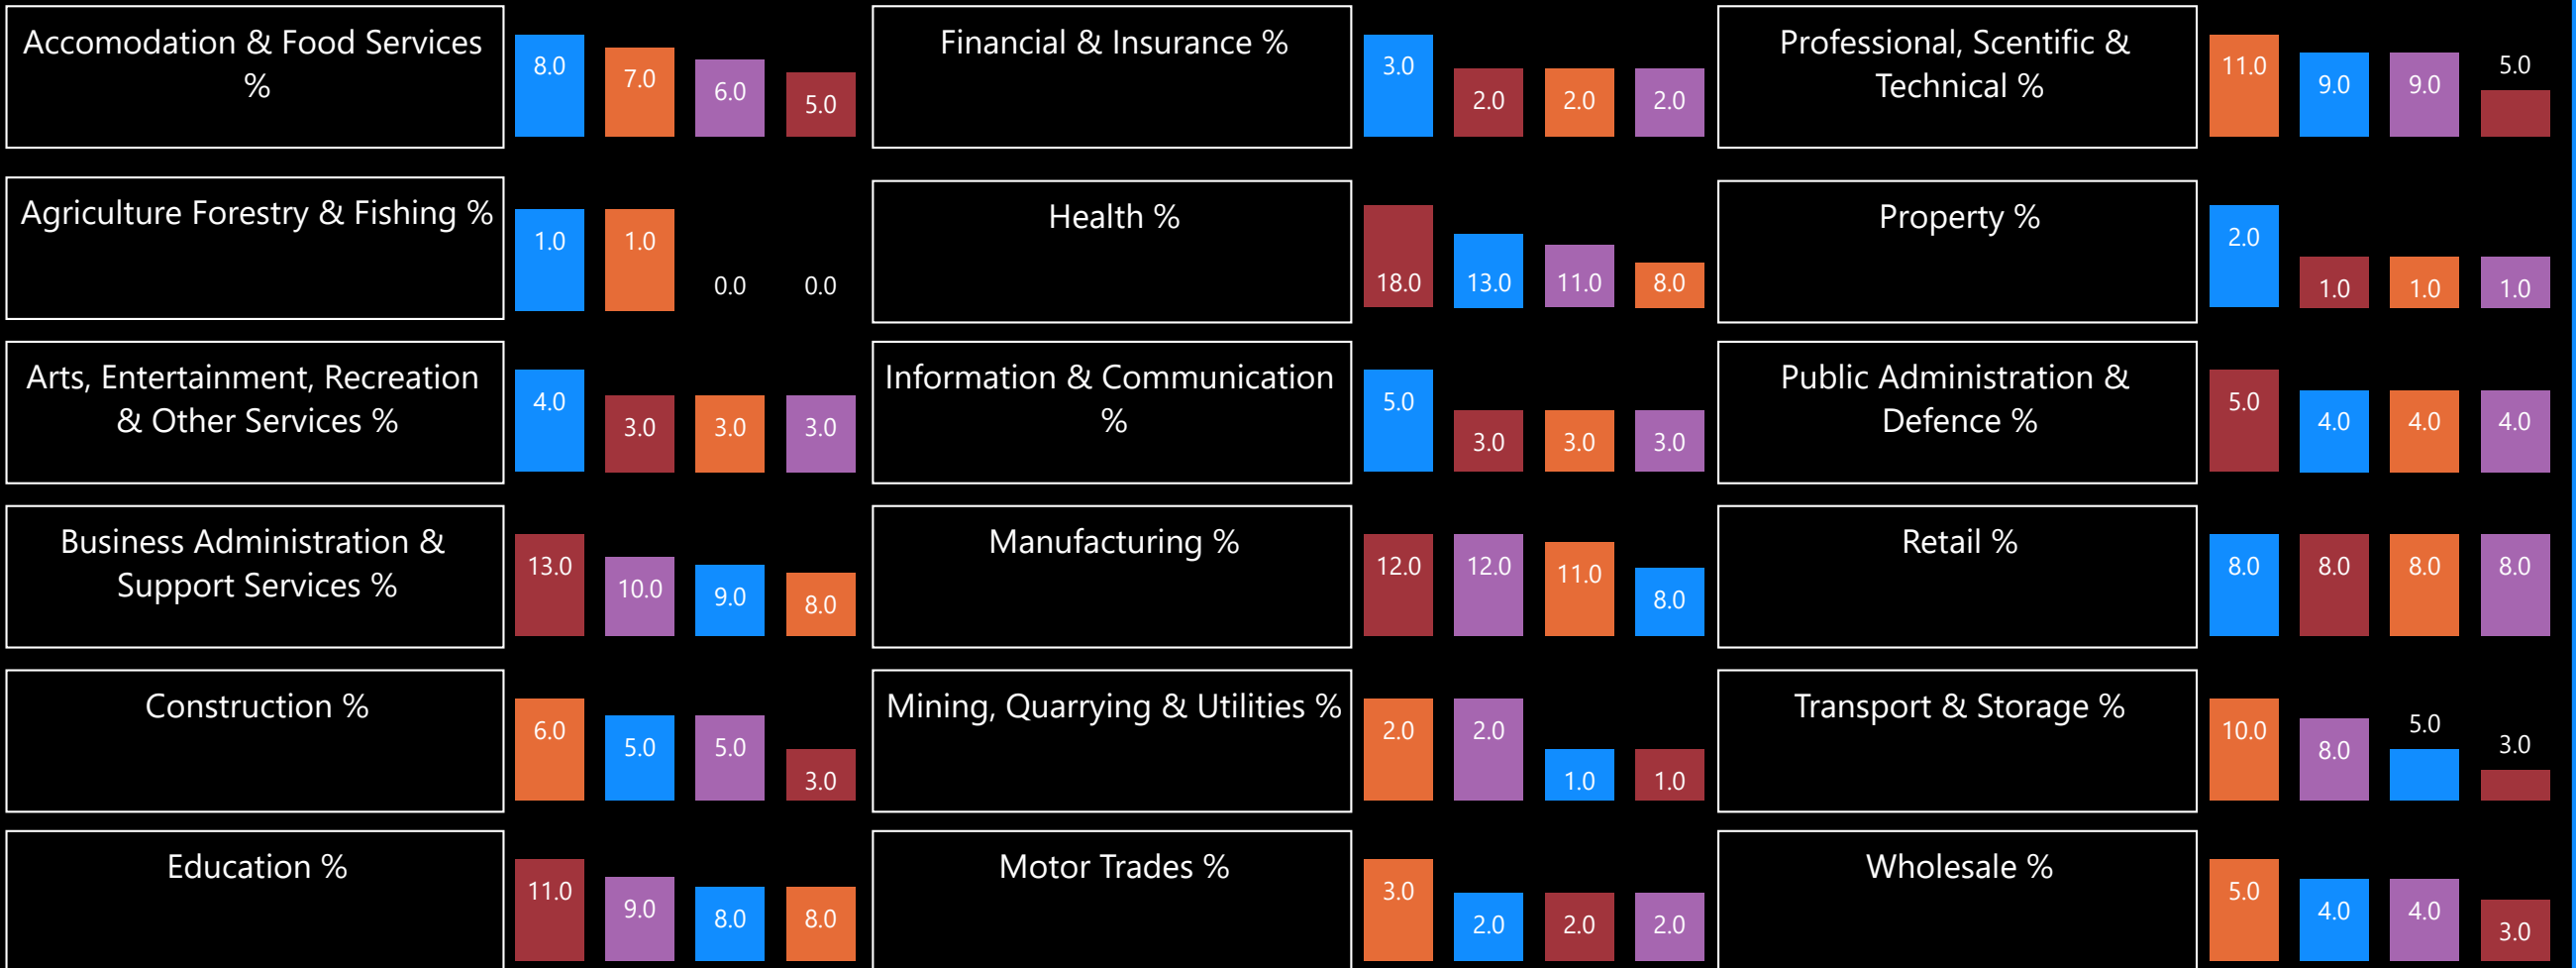 Accomodation & Food Services
%
8.0 7.0 6.0 5.0
Financial & Insurance %
3.0 2.0 2.0 2.0
Professional, Scentific &
Technical %
11.0 9.0 9.0 5.0
Agriculture Forestry & Fishing %
1.0 1.0 0.0 0.0
Health %
18.0 13.0 11.0 8.0
Property %
2.0 1.0 1.0 1.0
Arts, Entertainment, Recreation
& Other Services %
4.0 3.0 3.0 3.0
Information & Communication
%
5.0 3.0 3.0 3.0
Public Administration &
Defence %
5.0 4.0 4.0 4.0
Business Administration &
Support Services %
13.0 10.0 9.0 8.0
Manufacturing %
12.0 12.0 11.0 8.0
Retail %
8.0 8.0 8.0 8.0
Construction %
6.0 5.0 5.0 3.0
Mining, Quarrying & Utilities %
2.0 2.0 1.0 1.0
Transport & Storage %
10.0 8.0 5.0 3.0
Education %
11.0 9.0 8.0 8.0
Motor Trades %
3.0 2.0 2.0 2.0
Wholesale %
5.0 4.0 4.0 3.0